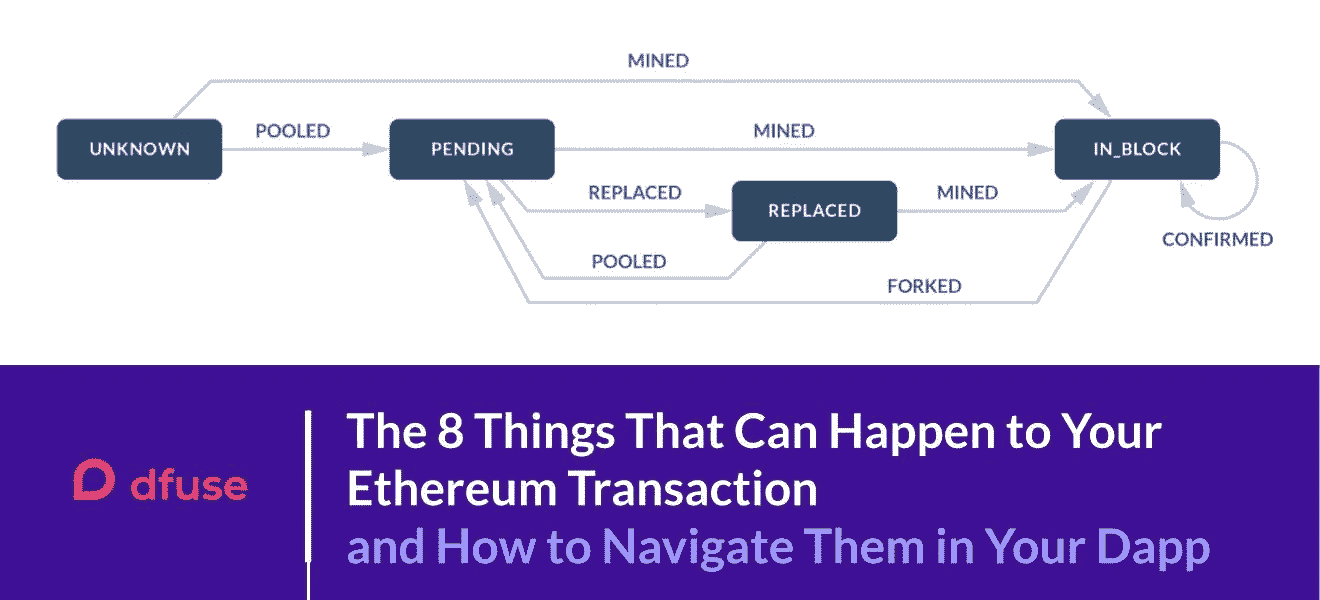 MINED
UNKNOWN
POOLED
PENDING
MINED
IN_BLOCK
REPLACED
REPLACED
MINED
CONFIRMED
POOLED
FORKED
dfuse
The 8 Things That Can Happen to Your
Ethereum Transaction
and How to Navigate Them in Your Dapp